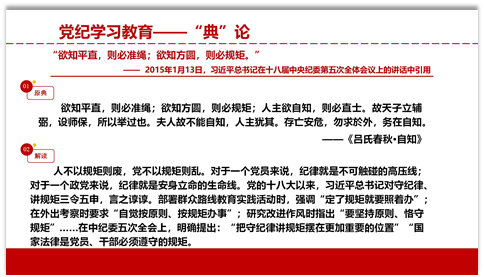 党纪学习教育——“典”论
“欲知平直，则必准绳；欲知方圆，则必规矩。”
—— 2015年1月13日，习近平总书记在十八届中央纪委第五次全体会议上的讲话中引用
01
原典
欲知平直，则必准绳；欲知方圆，则必规矩；人主欲自知，则必直士。故天子立辅
弼，设师保，所以举过也。夫人故不能自知，人主犹其。存亡安危，勿求於外，务在自知。
——《吕氏春秋·自知》
02
解读
人不以规矩则废，党不以规矩则乱。对于一个党员来说，纪律就是不可触碰的高压线；
对于一个政党来说，纪律就是安身立命的生命线。党的十八大以来，习近平总书记对守纪律、
讲规矩三令五申，言之谆谆。部署群众路线教育实践活动时，强调“定了规矩就要照着办”；
在外出考察时要求“自觉按原则、按规矩办事”；研究改进作风时指出“要坚持原则、恪守
规矩”……在中纪委五次全会上，明确提出：“把守纪律讲规矩摆在更加重要的位置”“国
家法律是党员、干部必须遵守的规矩。